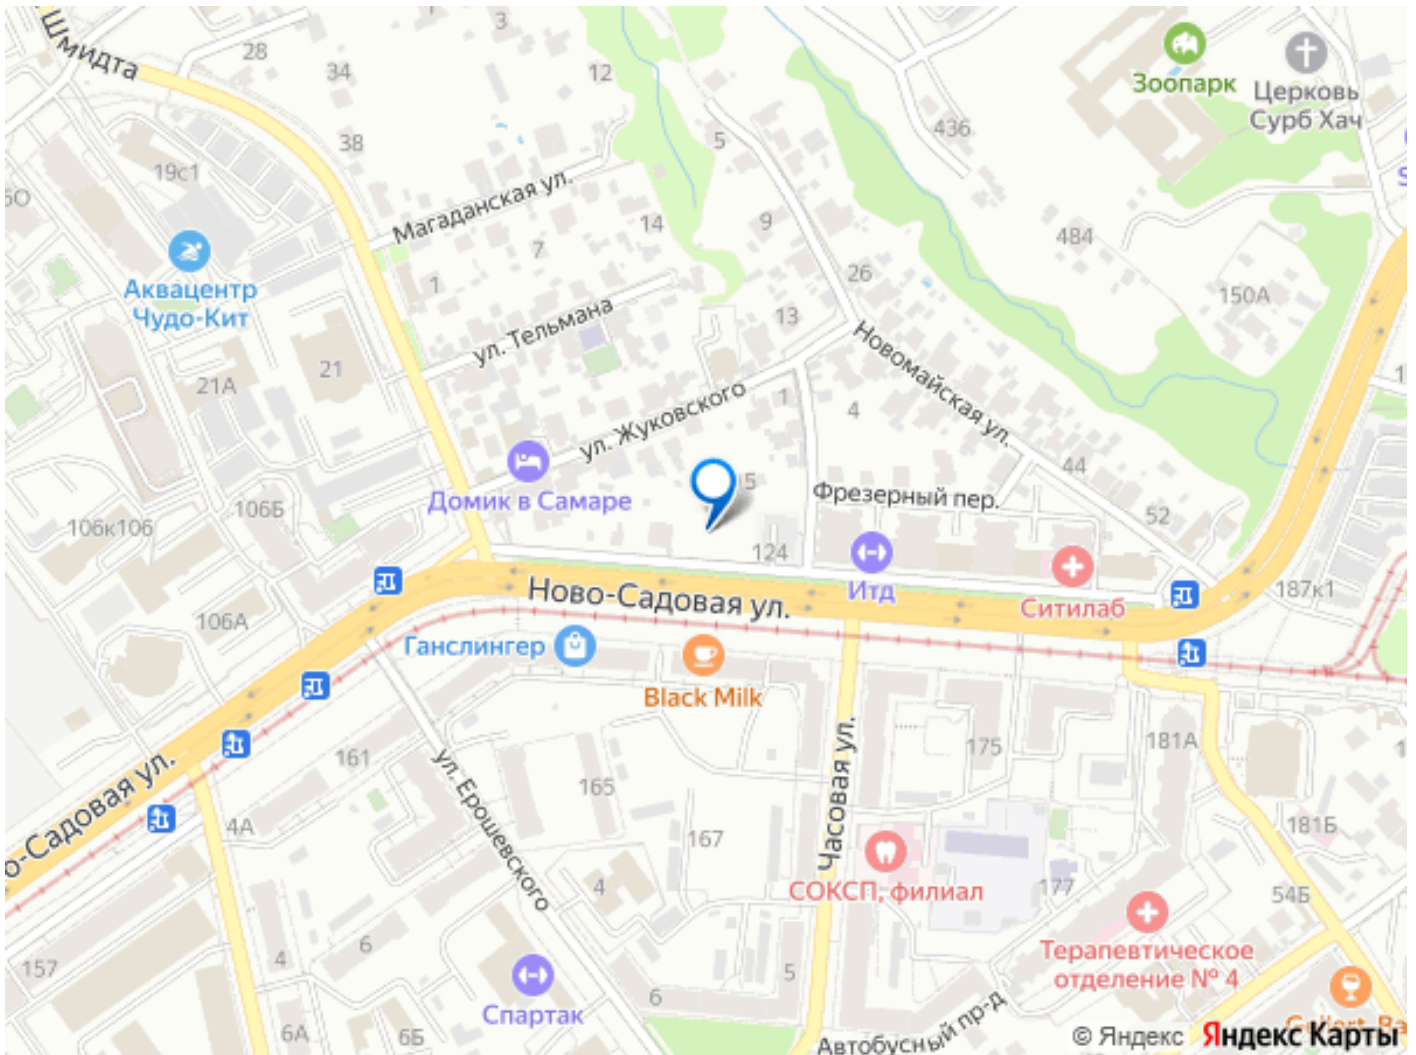 Шмидта
28
34
12
38
19с1
5
436
Зоопарк
Церковь
Сурб Хач
Магаданская ул.
7
14
9
26
484
150А
1
Аквацентр
Чудо-Кит
ул. Тельмана
13
Новомайская ул.
21
21А
ул. Жуковского
1
4
44
52
Домик в Самаре
5
Фрезерный пер.
106Б
106к106
124
Итд
Ситилаб
187к1
106А
Ново-Садовая ул.
Ганслингер
Black Milk
161
ул. Ерошевского
165
167
Часовая ул.
175
181А
181Б
о-Садовая ул.
4А
4
СОКСП, филиал
177
54Б
Терапевтическое
отделение № 4
157
4
6
Спартак
5
6
6А
6Б
Автобусный пр-д
© Яндекс
Яндекс Карты